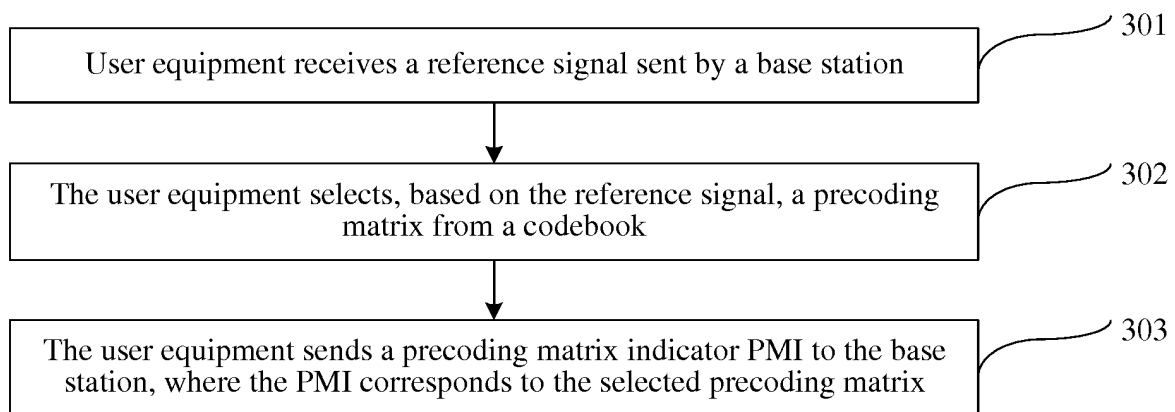 301
User equipment receives a reference signal sent by a base station
302
The user equipment selects, based on the reference signal, a precoding
matrix from a codebook
303
The user equipment sends a precoding matrix indicator PMI to the base
station, where the PMI corresponds to the selected precoding matrix